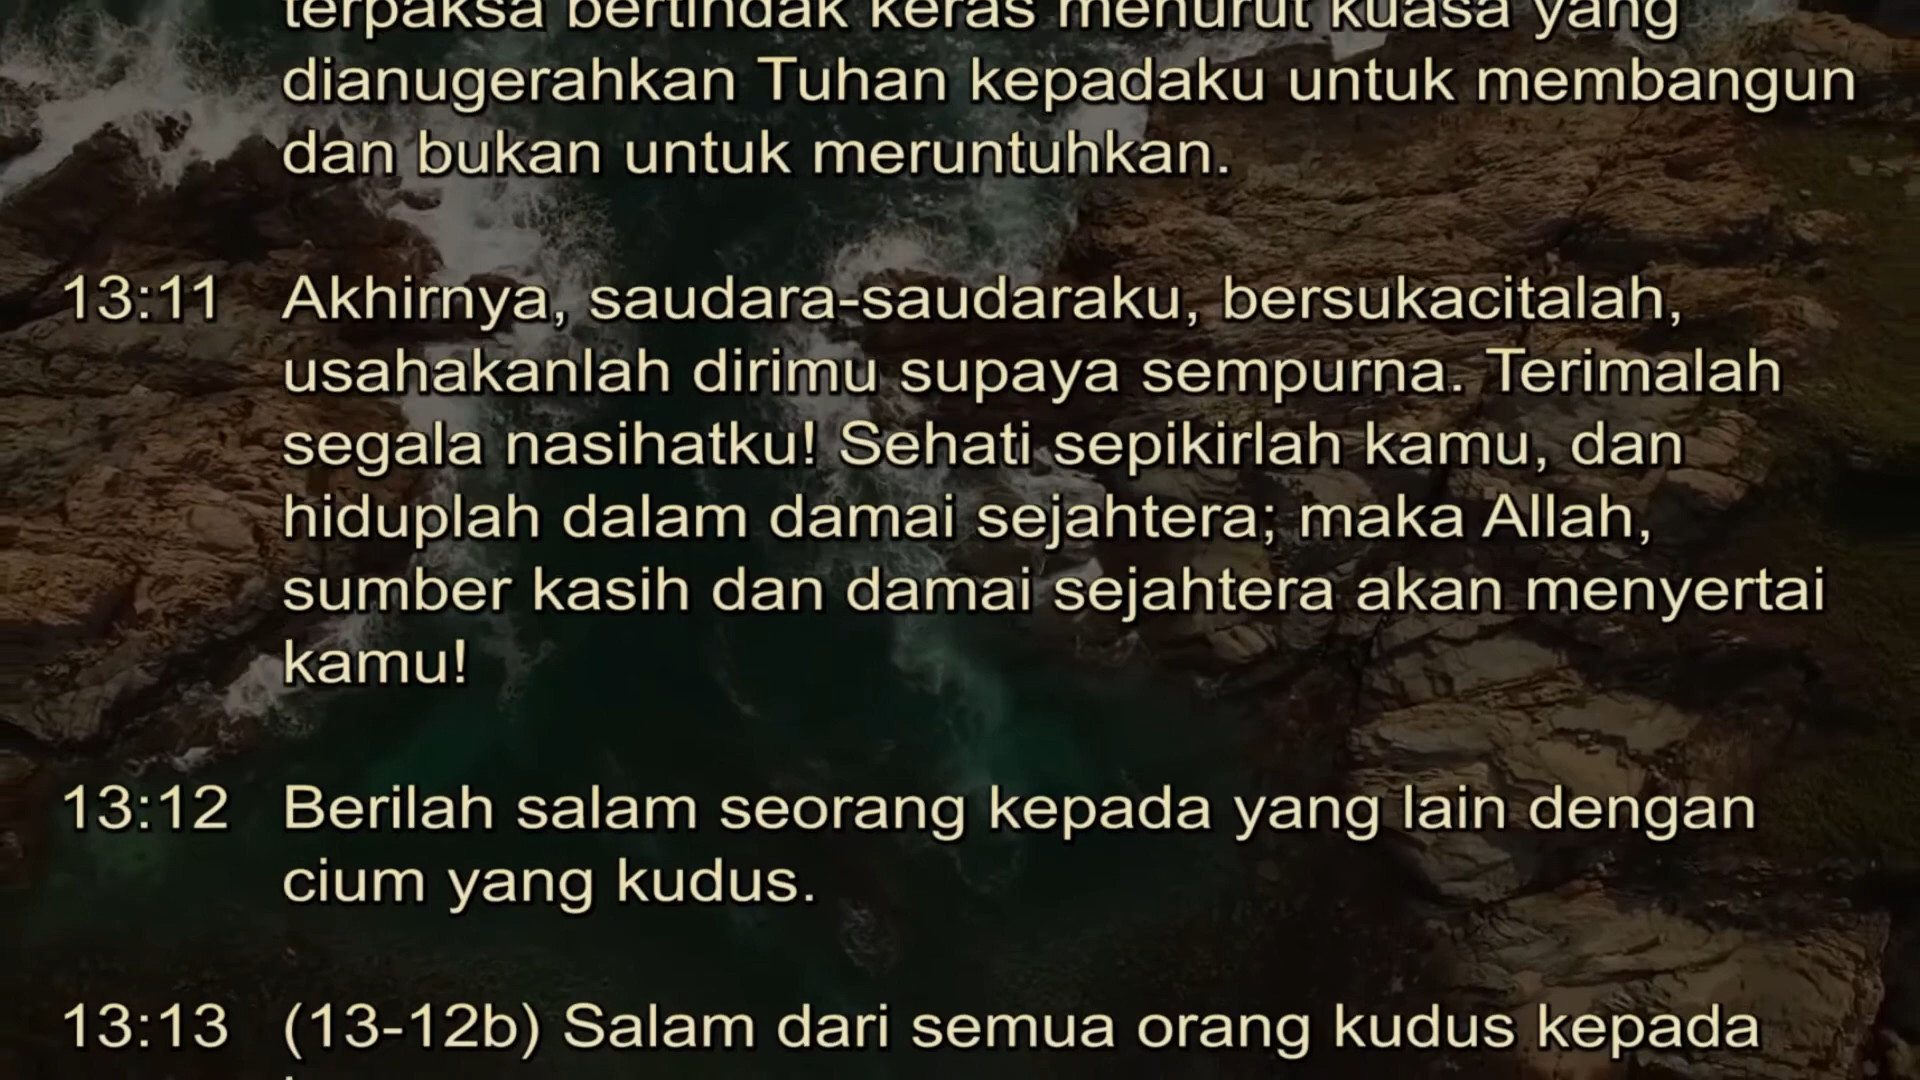 terpaksa bertindak keras menurut kuasa yang
dianugerahkan Tuhan kepadaku untuk membangun
dan bukan untuk meruntuhkan.
13:11 Akhirnya, saudara-saudaraku, bersukacitalah,
usahakanlah dirimu supaya sempurna. Terimalah
segala nasihatku! Sehati sepikirlah kamu, dan
hiduplah dalam damai sejahtera; maka Allah,
sumber kasih dan damai sejahtera akan menyertai
kamu!
13:12 Berilah salam seorang kepada yang lain dengan
cium yang kudus.
13:13 (13-12b) Salam dari semua orang kudus kepada